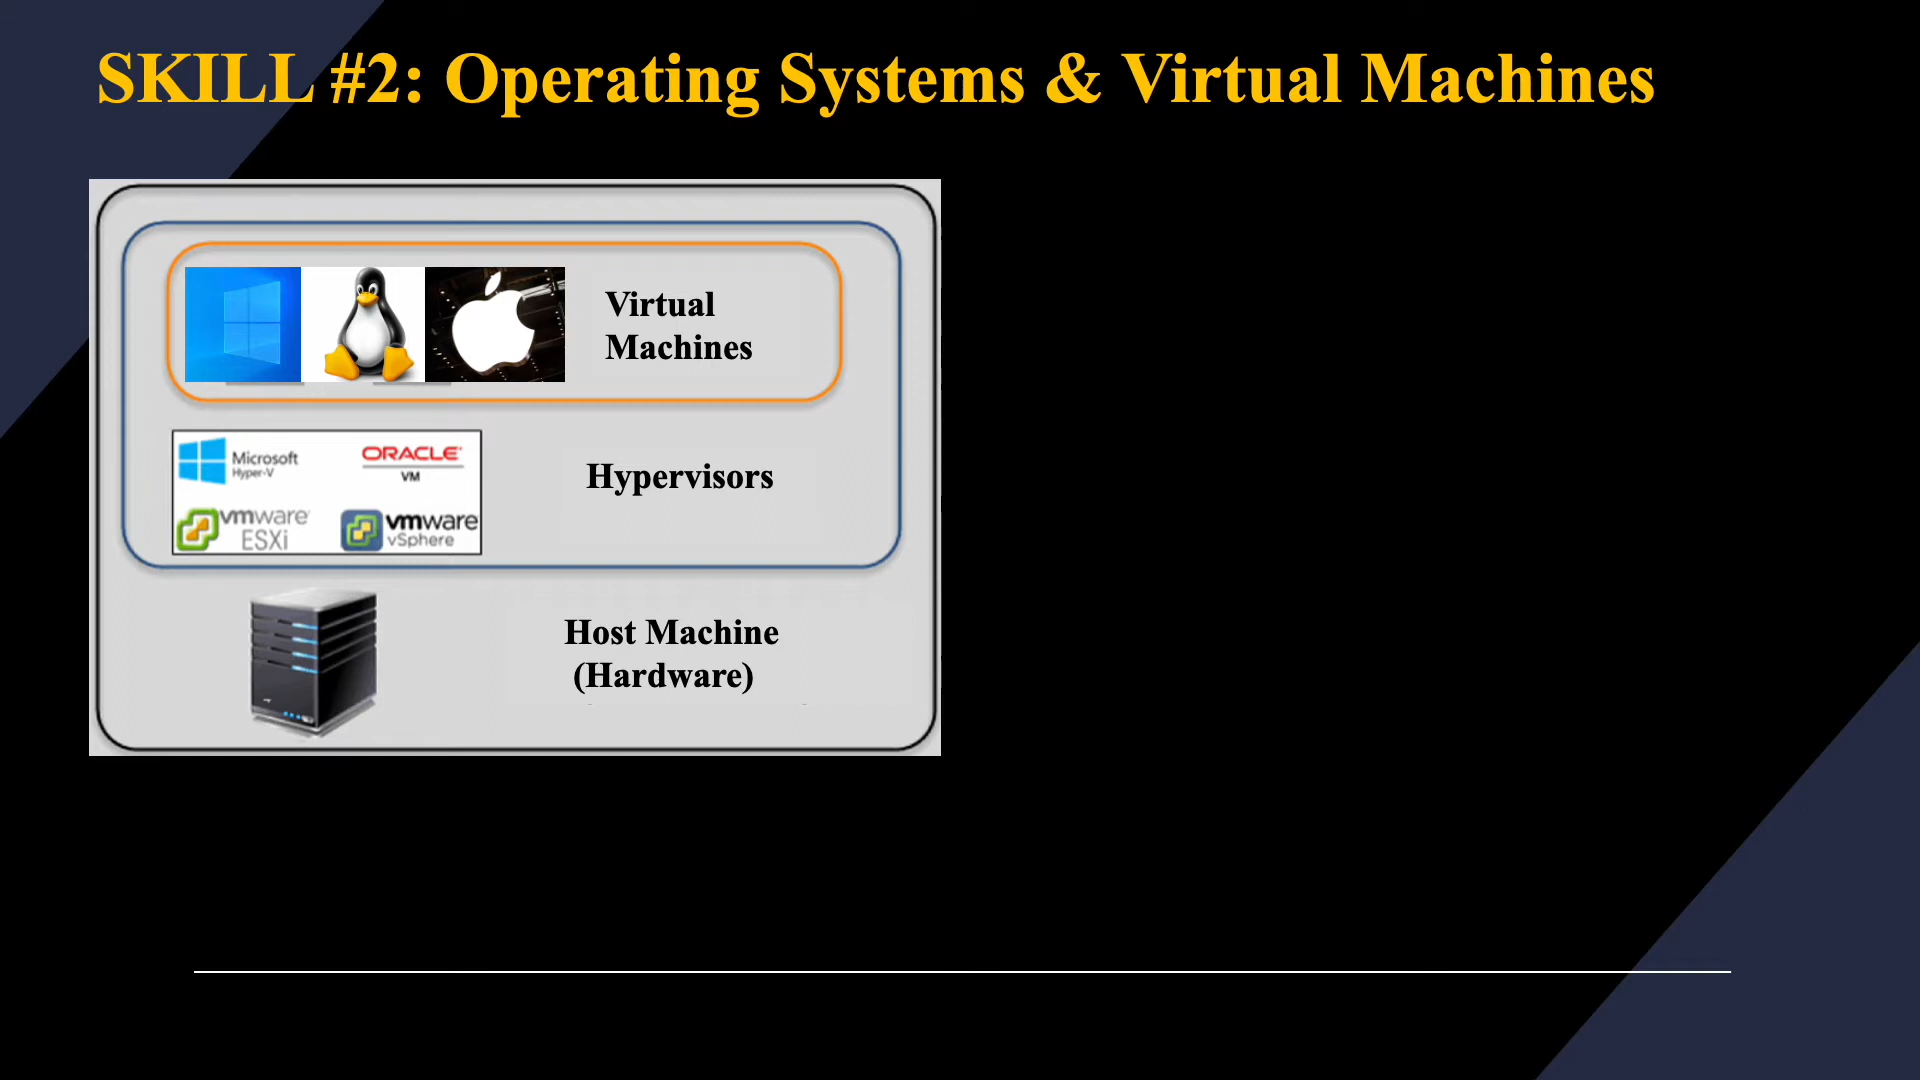 SKILL #2: Operating Systems & Virtual Machines
Virtual
Machines
Microsoft
Hyper-V
ORACLE
VM
Hypervisors
vmware
ESXi
vmware
vSphere
Host Machine
(Hardware)